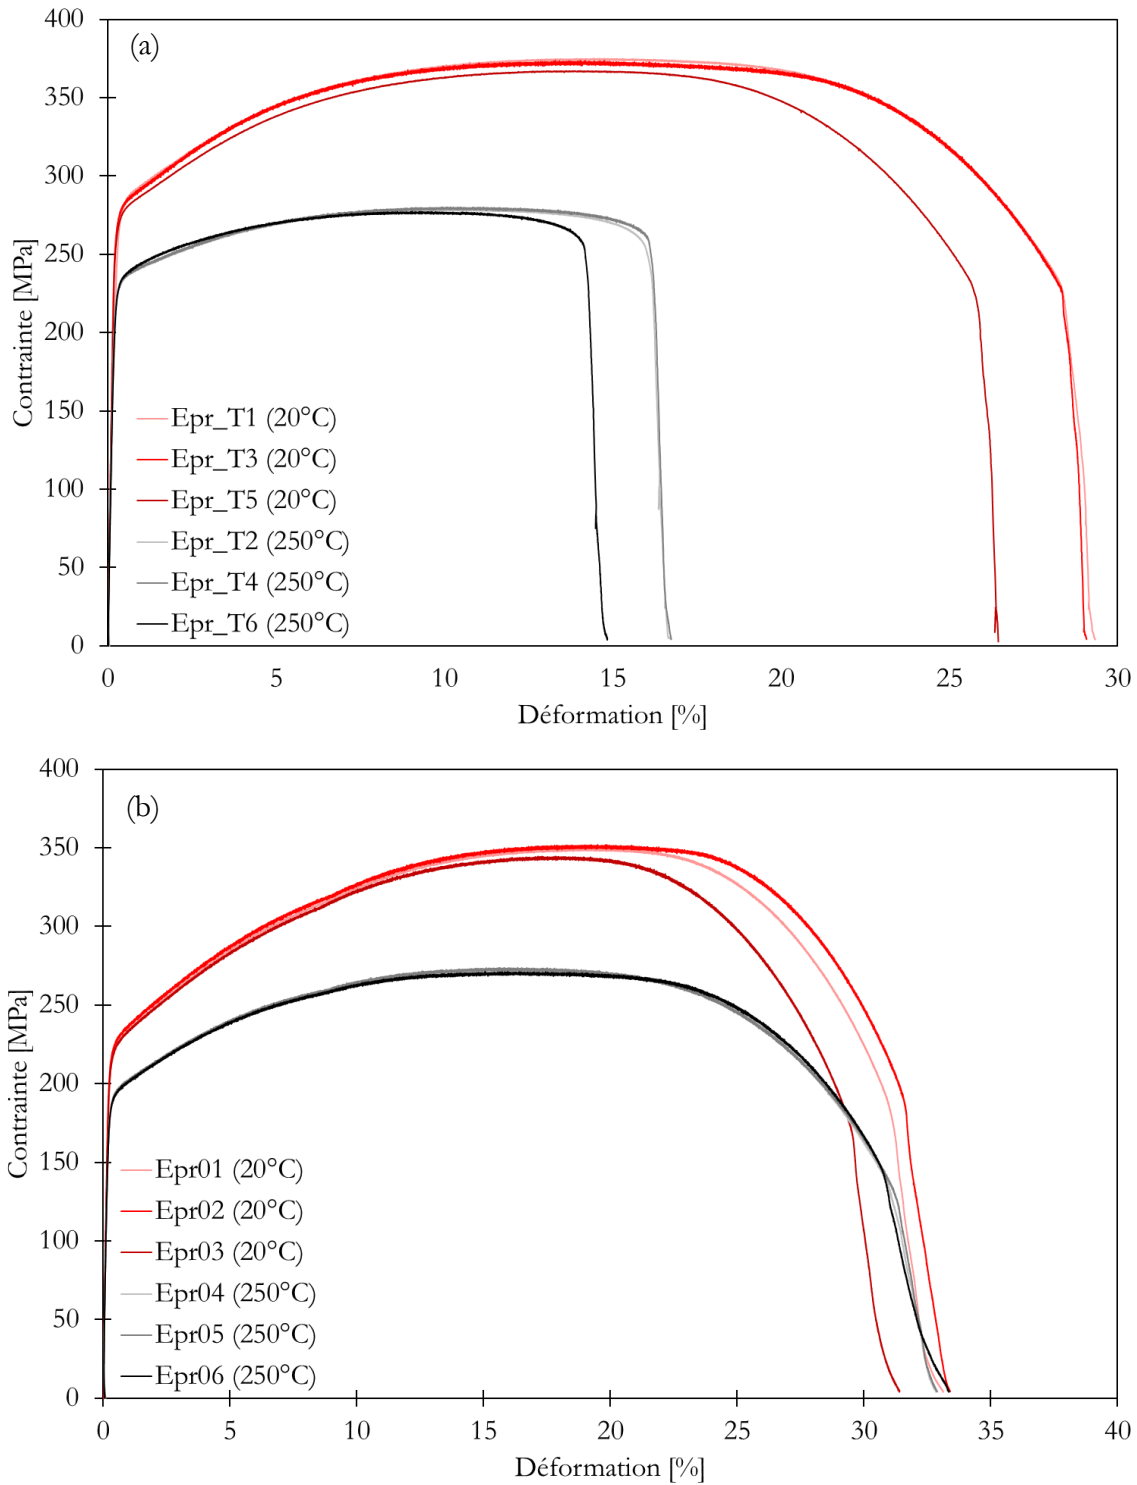 (a)
400
350
300
250
200
150
100
50
0
Contrainte [MPa]
Epr_T1 (20°C)
Epr_T3 (20°C)
Epr_T5 (20°C)
Epr_T2 (250°C)
Epr_T4 (250°C)
Epr_T6 (250°C)
0 5 10 15 20 25 30
Déformation [%]
(b)
400
350
300
250
200
150
100
50
0
Contrainte [MPa]
Epr01 (20°C)
Epr02 (20°C)
Epr03 (20°C)
Epr04 (250°C)
Epr05 (250°C)
Epr06 (250°C)
0 5 10 15 20 25 30 35 40
Déformation [%]